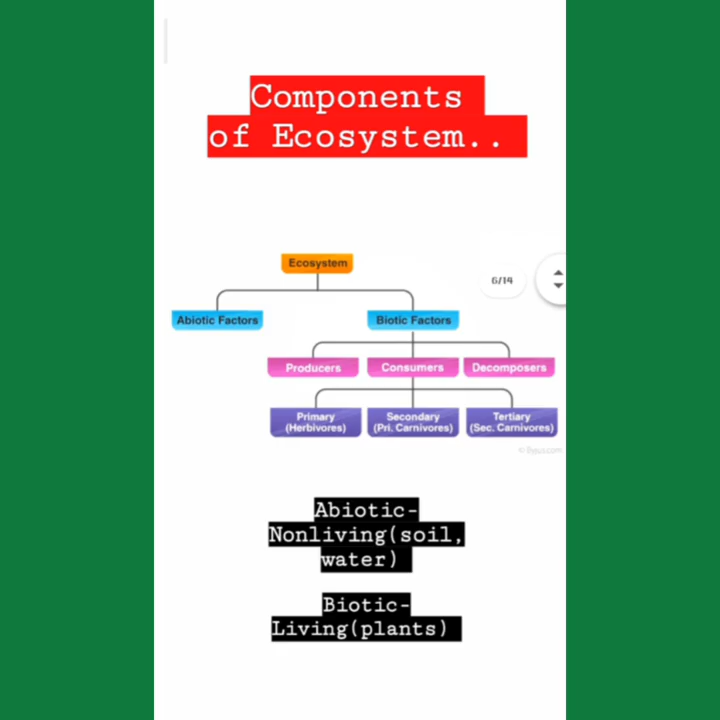 Components
of Ecosystem..
Ecosystem
6/14
Abiotic Factors
Biotic Factors
Producers
Consumers
Decomposers
Primary
(Herbivores)
Secondary
(Pri. Carnivores)
Tertiary
(Sec. Carnivores)
© Byjus.com
Abiotic-
Nonliving(soil,
water)
Biotic-
Living(plants)